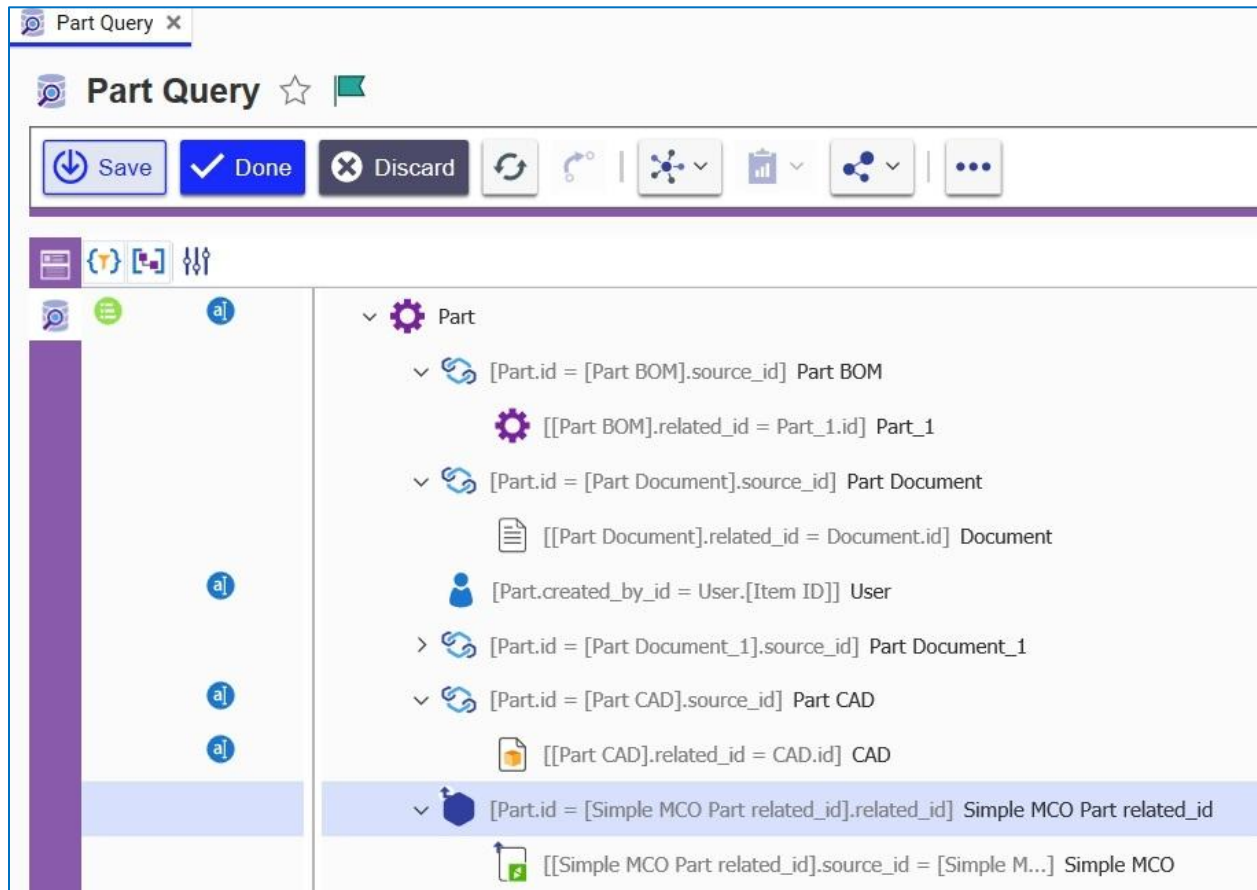 Part Query ×
Part Query
Save Done Discard
Part
[Part.id = [Part BOM].source_id] Part BOM
[[Part BOM].related_id = Part_1.id] Part_1
[Part.id = [Part Document].source_id] Part Document
[[Part Document].related_id = Document.id] Document
[Part.created_by_id = User.[Item ID]] User
[Part.id = [Part Document_1].source_id] Part Document_1
[Part.id = [Part CAD].source_id] Part CAD
[[Part CAD].related_id = CAD.id] CAD
[Part.id = [Simple MCO Part related_id].related_id] Simple MCO Part related_id
[[Simple MCO Part related_id].source_id = [Simple M...] Simple MCO